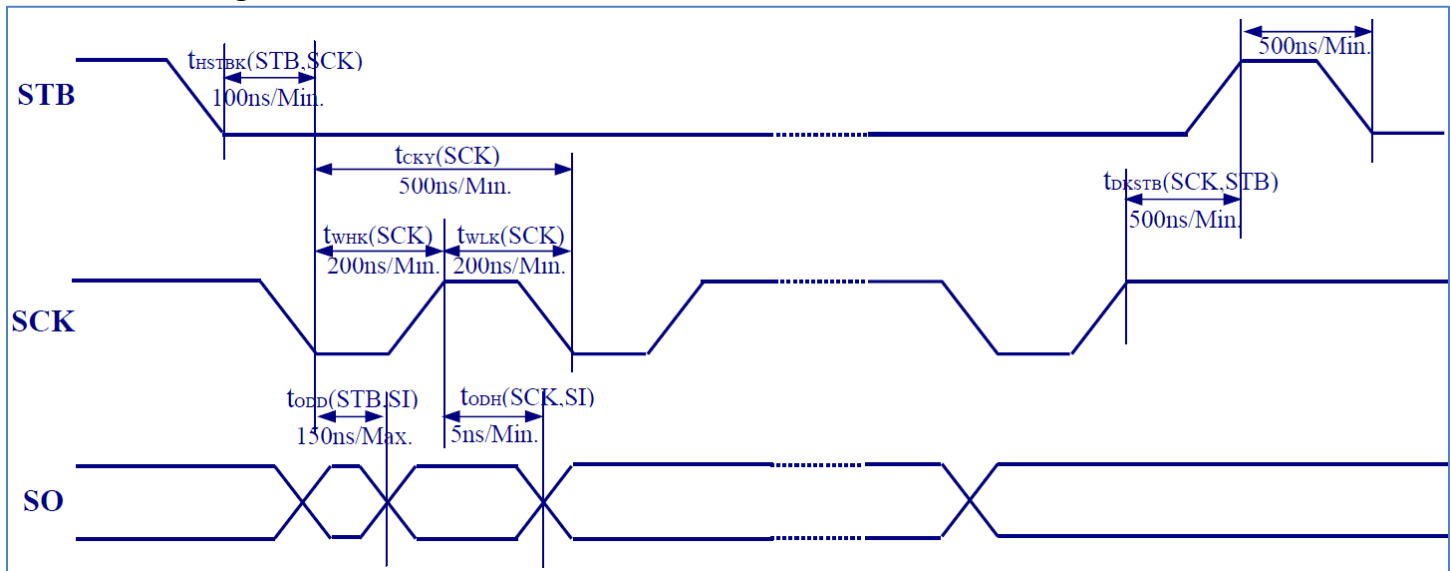 500ns/Min.
tHSTBK(STB,SCK)
100ns/Min.
STB
tCKY(SCK)
500ns/Min.
tDKSTB(SCK,STB)
500ns/Min.
tWHK(SCK) tWLK(SCK)
200ns/Min. 200ns/Min.
SCK
tODD(STB,SI) tODH(SCK,SI)
150ns/Max. 5ns/Min.
SO